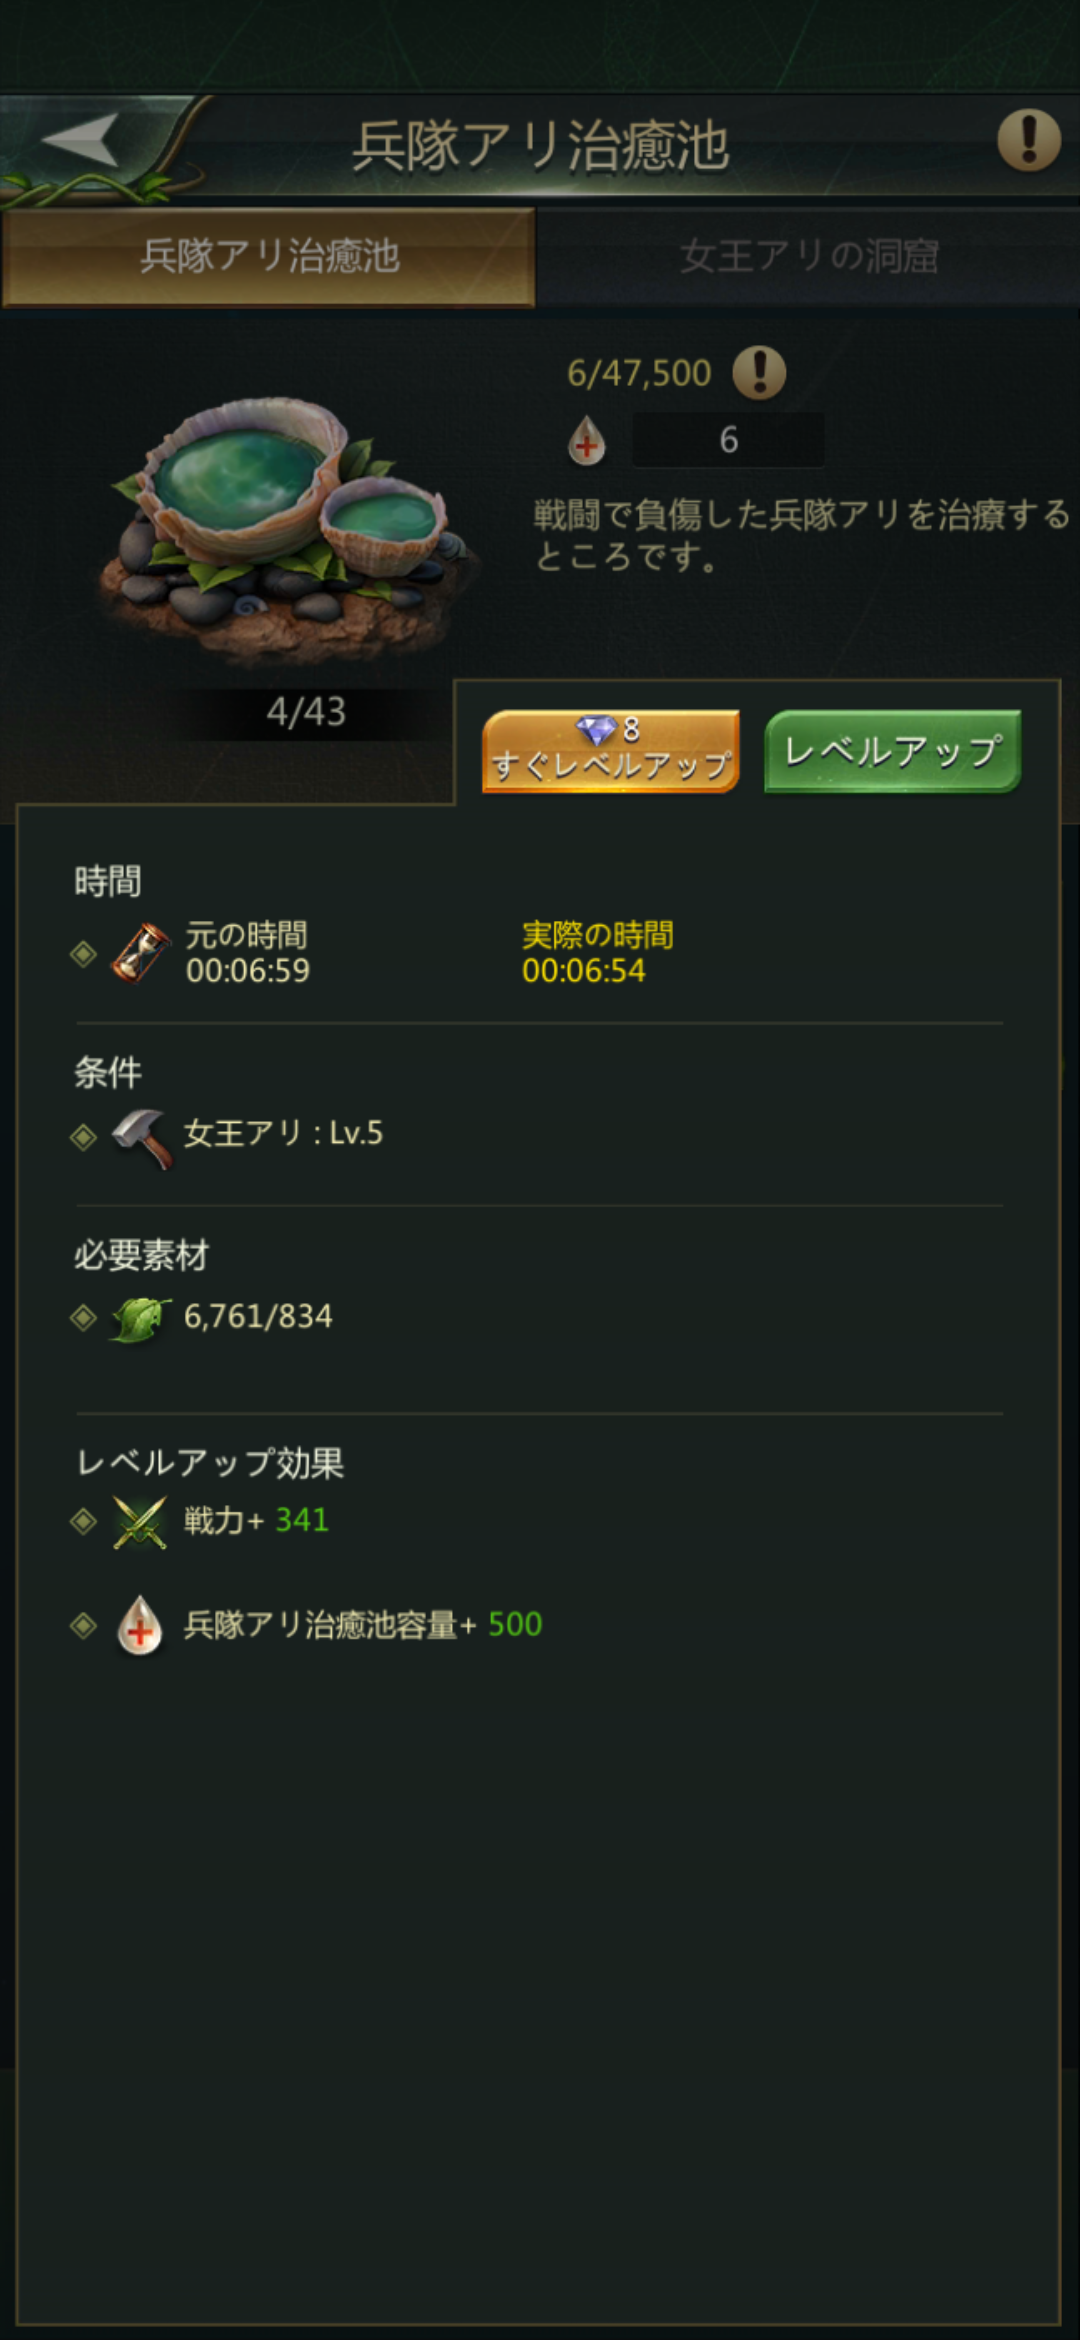 兵隊アリ治癒池
兵隊アリ治癒池
女王アリの洞窟
6/47,500
6
戦闘で負傷した兵隊アリを治療する
ところです。
4/43
8
すぐレベルアップ
レベルアップ
時間
元の時間
実際の時間
00:06:59
00:06:54
条件
女王アリ : Lv.5
必要素材
6,761/834
レベルアップ効果
戦力+ 341
兵隊アリ治癒池容量+ 500